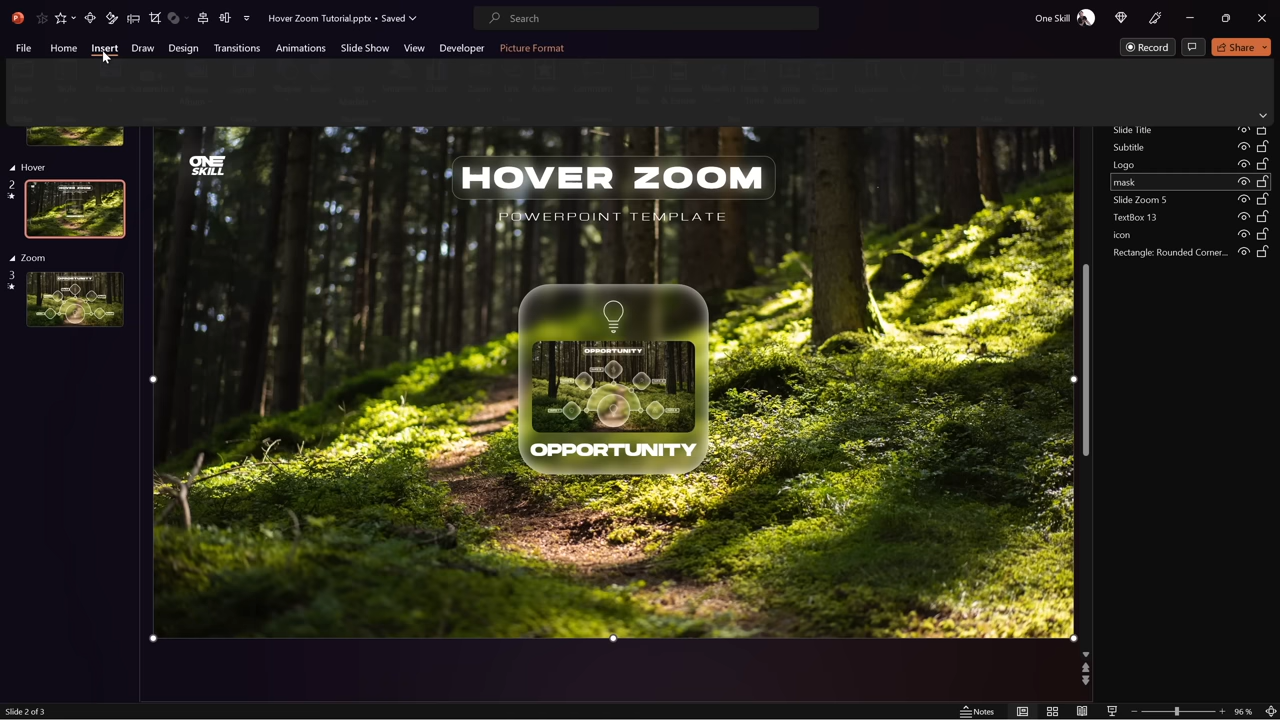 Hover Zoom Tutorial.pptx • Saved
Search
One Skill
File Home Insert Draw Design Transitions Animations Slide Show View Developer Picture Format
Record
Share
Slide Title
Subtitle
Logo
mask
Slide Zoom 5
TextBox 13
icon
Rectangle: Rounded Corner...
Hover
2
Zoom
3
ONE
SKILL
HOVER ZOOM
POWERPOINT TEMPLATE
OPPORTUNITY
OPPORTUNITY
Slide 2 of 3
Notes
96 %